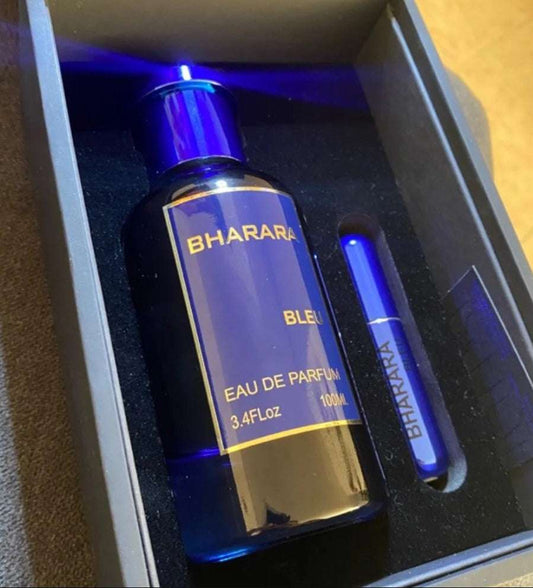 BHARARA
BLEU
EAU DE PARFUM
3.4FLoz 100ML
BHARARA